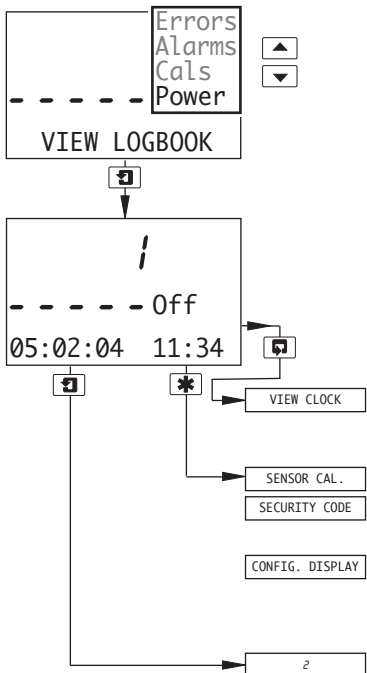 Errors
Alarms
Cals
– – – – – Power
VIEW LOGBOOK
1
– – – – – Off
05:02:04 11:34
VIEW CLOCK
SENSOR CAL.
SECURITY CODE
CONFIG. DISPLAY
2